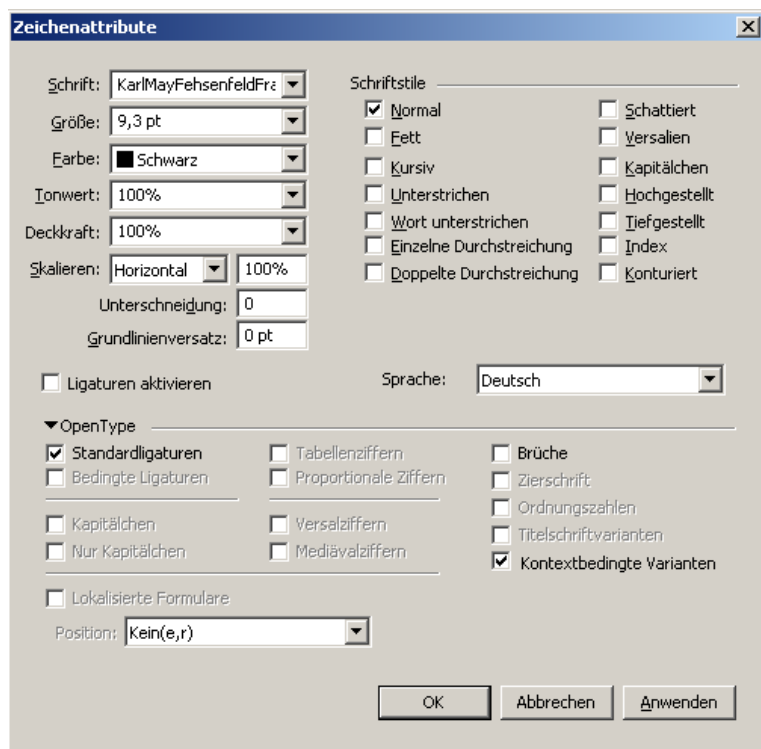 Zeichenattribute
Schrift: KarlMayFehsenfeldFra
Größe: 9,3 pt
Farbe: Schwarz
Tonwert: 100%
Deckkraft: 100%
Skalieren: Horizontal 100%
Unterschneidung: 0
Grundlinienversatz: 0 pt
Schriftstile
Normal Schattiert
Fett Versalien
Kursiv Kapitälchen
Unterstrichen Hochgestellt
Wort unterstrichen Tiefgestellt
Einzelne Durchstreichung Index
Doppelte Durchstreichung Konturiert
Ligaturen aktivieren Sprache: Deutsch
OpenType
Standardligaturen Tabellenziffern Brüche
Bedingte Ligaturen Proportionale Ziffern Zierschrift
Ordnungszahlen
Kapitälchen Versalziffern Titelschriftvarianten
Nur Kapitälchen Mediävalziffern Kontextbedingte Varianten
Lokalisierte Formulare
Position: Kein(e,r)
OK Abbrechen Anwenden